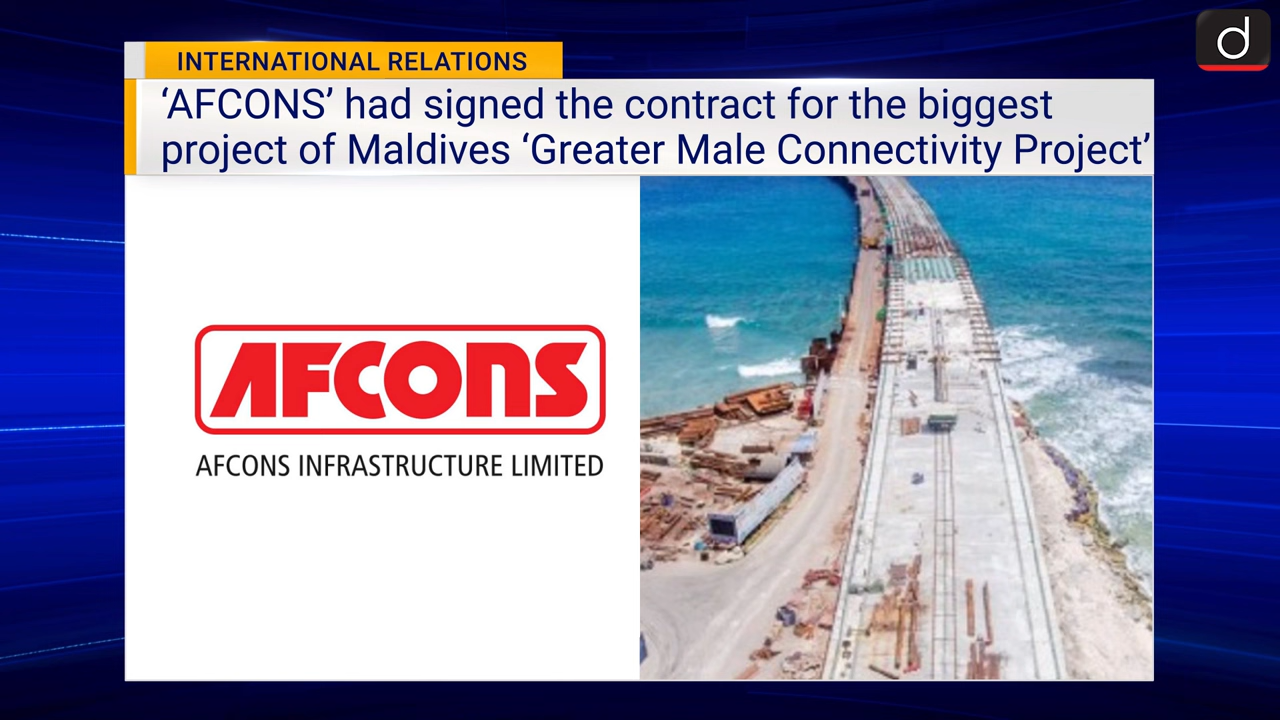 d
INTERNATIONAL RELATIONS
‘AFCONS’ had signed the contract for the biggest
project of Maldives ‘Greater Male Connectivity Project’
AFCONS
AFCONS INFRASTRUCTURE LIMITED